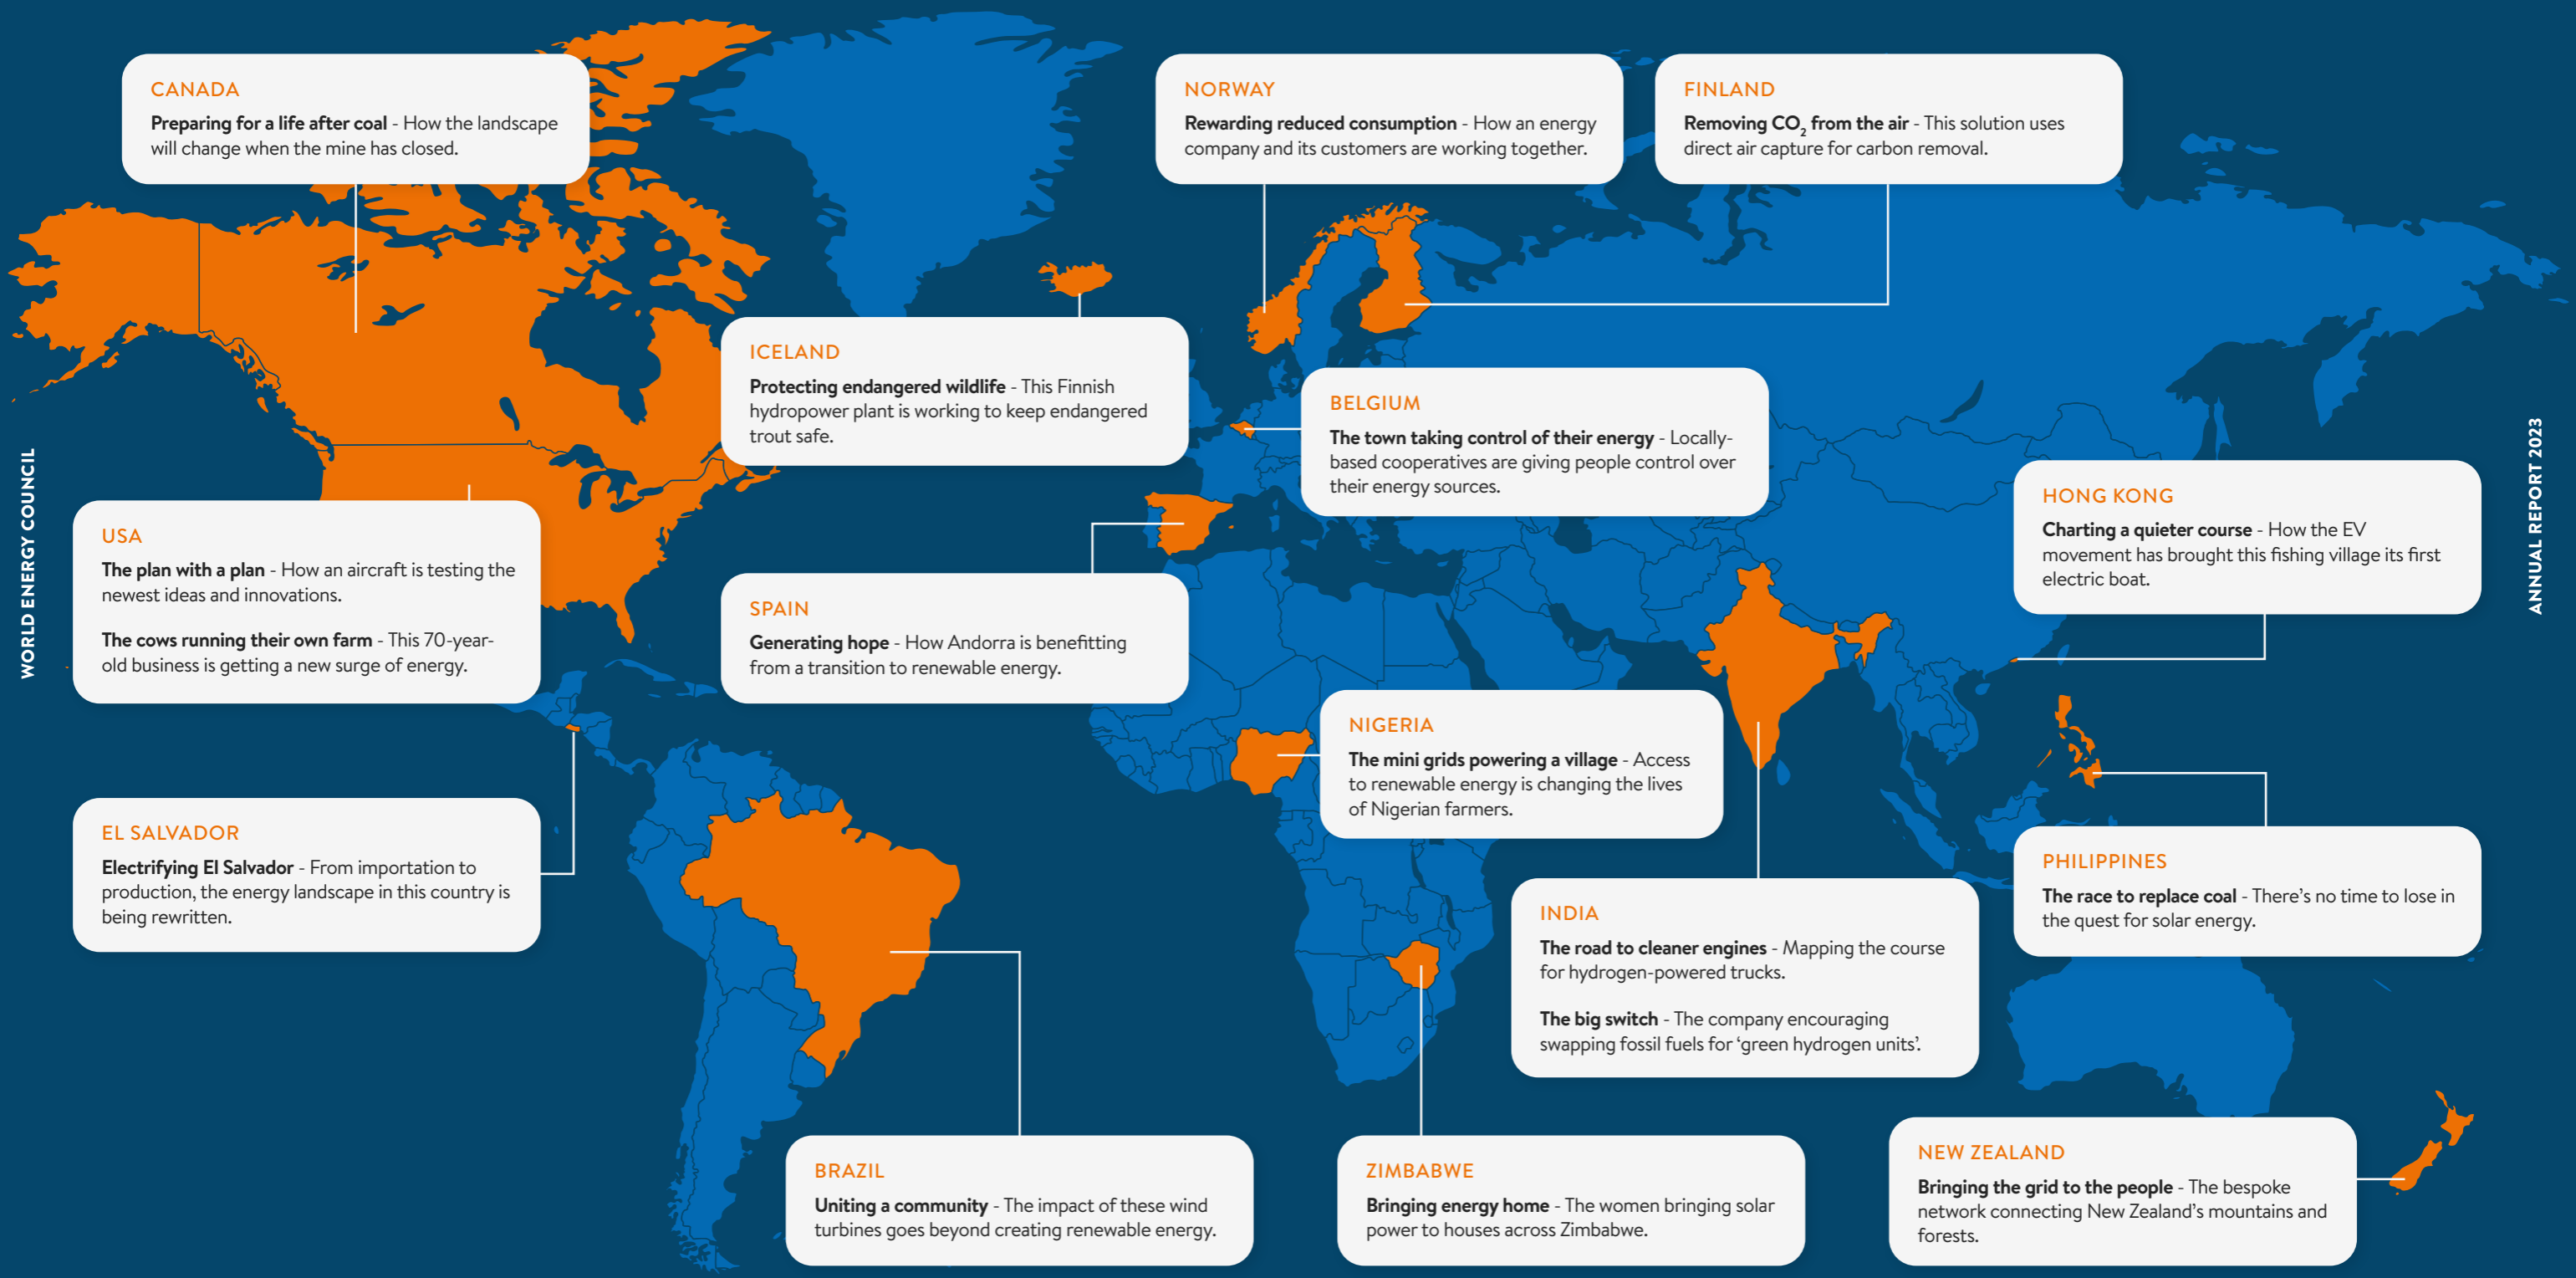 CANADA
Preparing for a life after coal - How the landscape
will change when the mine has closed.
NORWAY
Rewarding reduced consumption - How an energy
company and its customers are working together.
FINLAND
Removing CO₂ from the air - This solution uses
direct air capture for carbon removal.
ICELAND
Protecting endangered wildlife - This Finnish
hydropower plant is working to keep endangered
trout safe.
BELGIUM
The town taking control of their energy - Locally-
based cooperatives are giving people control over
their energy sources.
WORLD ENERGY COUNCIL
ANNUAL REPORT 2023
HONG KONG
Charting a quieter course - How the EV
movement has brought this fishing village its first
electric boat.
USA
The plan with a plan - How an aircraft is testing the
newest ideas and innovations.
The cows running their own farm - This 70-year-
old business is getting a new surge of energy.
SPAIN
Generating hope - How Andorra is benefitting
from a transition to renewable energy.
NIGERIA
The mini grids powering a village - Access
to renewable energy is changing the lives
of Nigerian farmers.
EL SALVADOR
Electrifying El Salvador - From importation to
production, the energy landscape in this country is
being rewritten.
PHILIPPINES
The race to replace coal - There's no time to lose in
the quest for solar energy.
INDIA
The road to cleaner engines - Mapping the course
for hydrogen-powered trucks.
The big switch - The company encouraging
swapping fossil fuels for ‘green hydrogen units’.
BRAZIL
Uniting a community - The impact of these wind
turbines goes beyond creating renewable energy.
ZIMBABWE
Bringing energy home - The women bringing solar
power to houses across Zimbabwe.
NEW ZEALAND
Bringing the grid to the people - The bespoke
network connecting New Zealand's mountains and
forests.